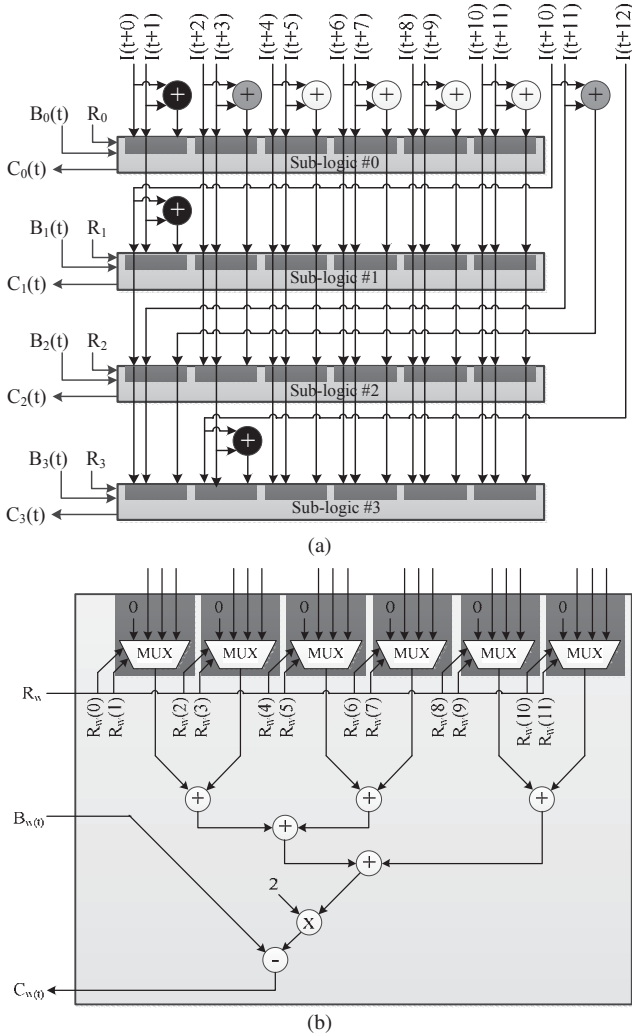 I(t+0) I(t+1) I(t+2) I(t+3) I(t+4) I(t+5) I(t+6) I(t+7) I(t+8) I(t+9) I(t+10) I(t+11) I(t+10) I(t+11) I(t+12)
+ + + + + + +
B0(t) R0
C0(t)
Sub-logic #0
+
B1(t) R1
C1(t)
Sub-logic #1
B2(t) R2
C2(t)
Sub-logic #2
+
B3(t) R3
C3(t)
Sub-logic #3
(a)
0 0 0 0 0 0
MUX MUX MUX MUX MUX MUX
Rw
Rw(0) Rw(1) Rw(2) Rw(3) Rw(4) Rw(5) Rw(6) Rw(7) Rw(8) Rw(9) Rw(10) Rw(11)
+ + +
Bw(t)
+
+
2
X
-
Cw(t)
(b)